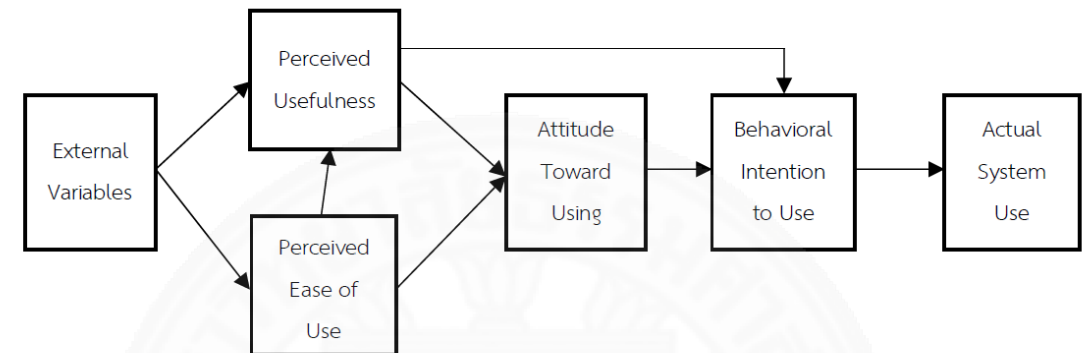 Perceived
Usefulness
External
Variables
Attitude
Toward
Using
Behavioral
Intention
to Use
Actual
System
Use
Perceived
Ease of
Use